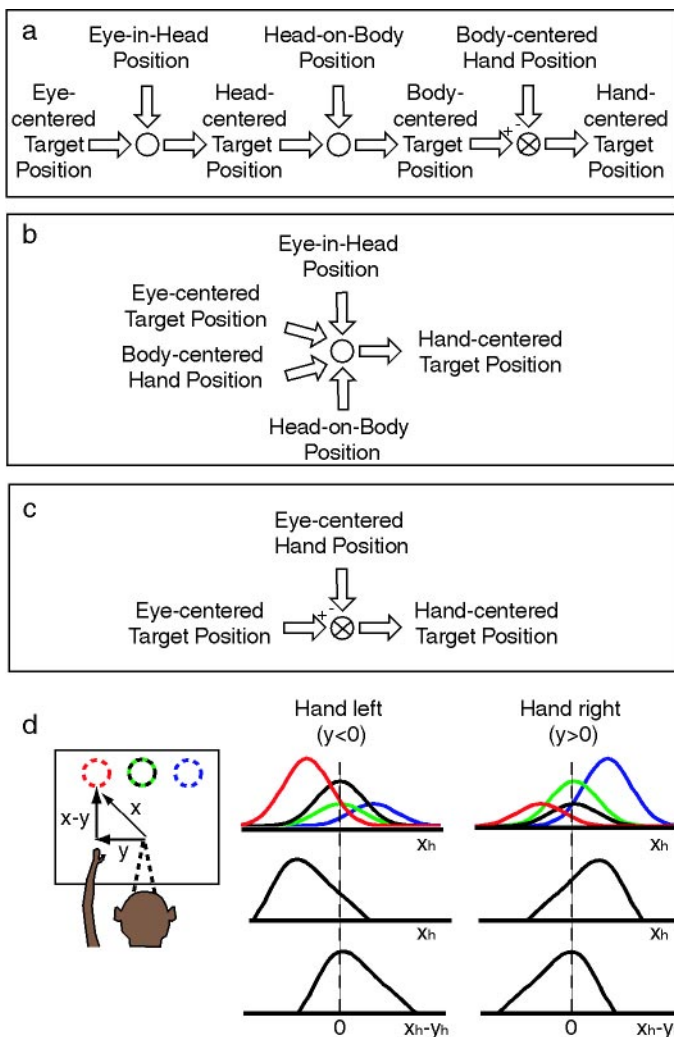 a
Eye-in-Head
Position
Head-on-Body
Position
Body-centered
Hand Position
Eye-
centered
Target
Position
Head-
centered
Target
Position
Body-
centered
Target
Position
+ -
Hand-
centered
Target
Position
b
Eye-in-Head
Position
Eye-centered
Target Position
Body-centered
Hand Position
Hand-centered
Target Position
Head-on-Body
Position
c
Eye-centered
Hand Position
Eye-centered
Target Position
+ -
Hand-centered
Target Position
d
Hand left
(y<0)
Hand right
(y>0)
x-y
x
y
xh
xh
xh
xh
0
xh-yh
0
xh-y